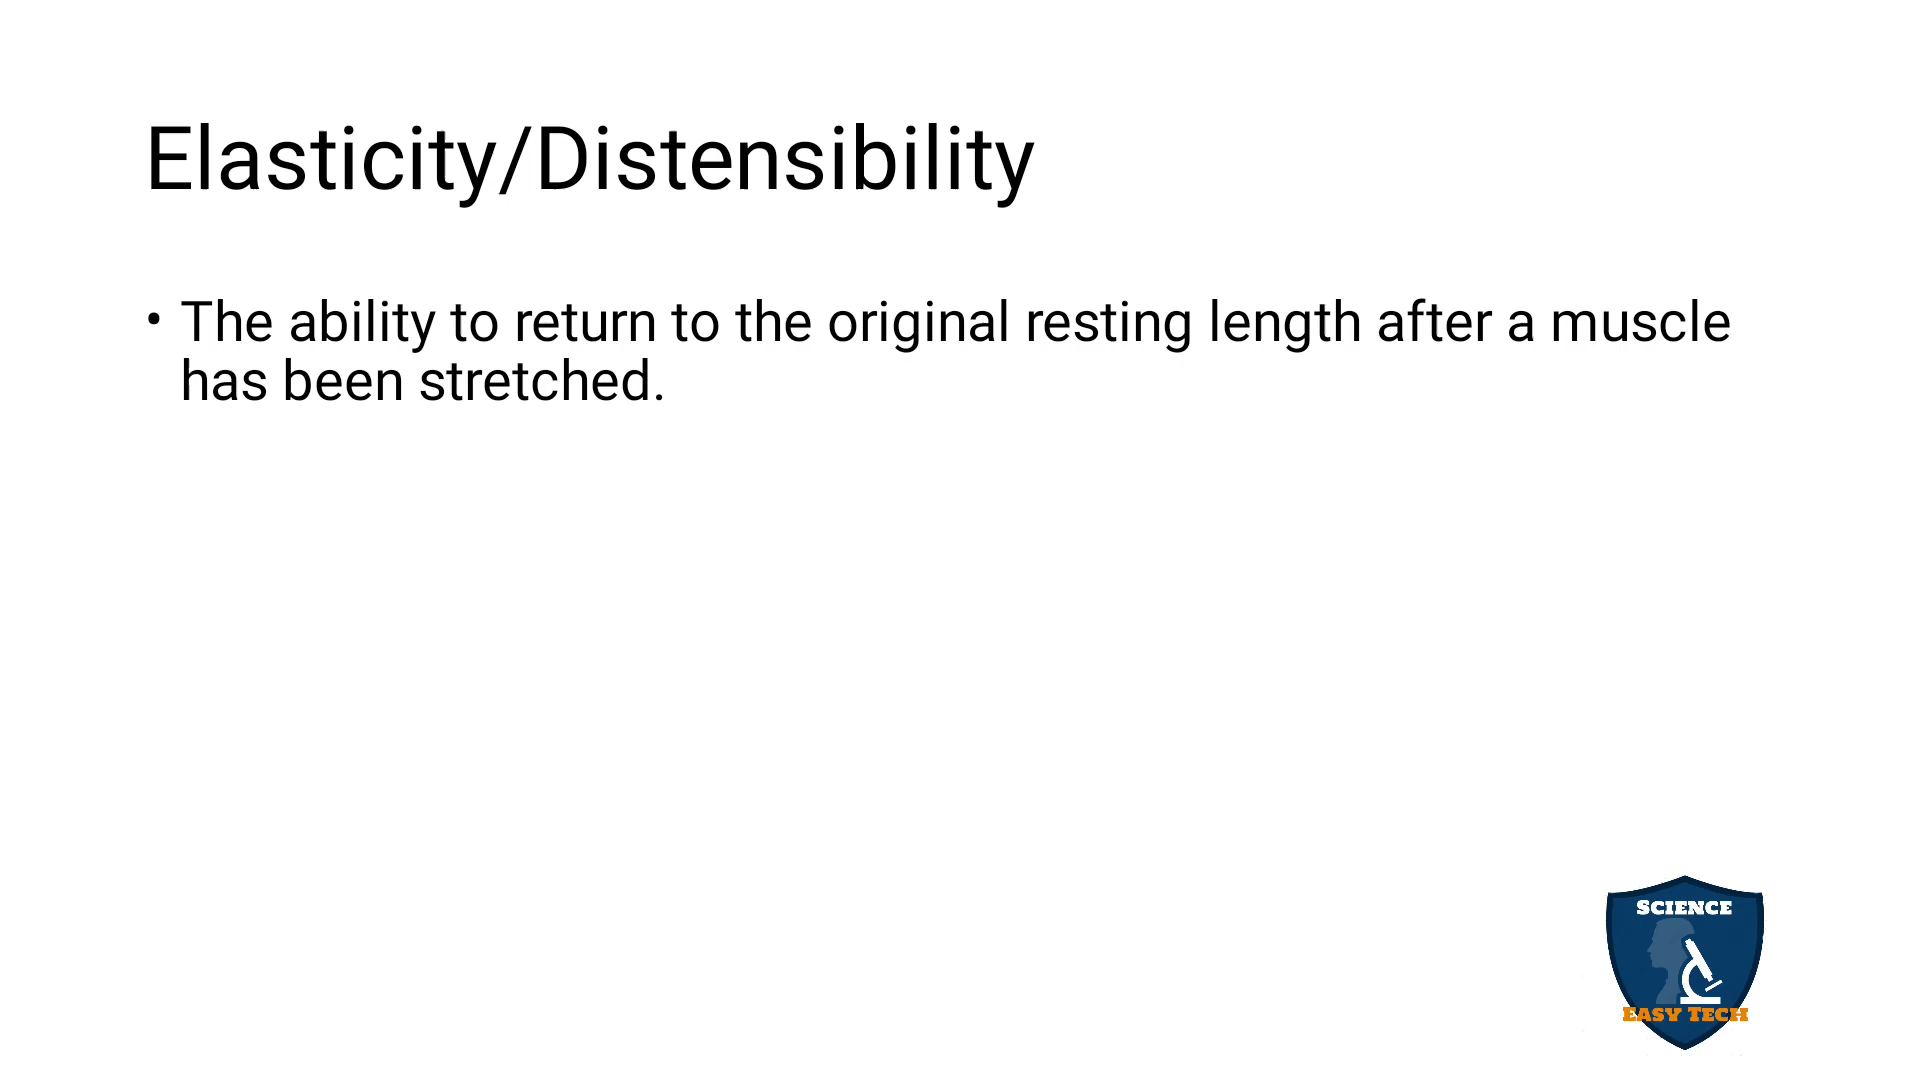 Elasticity/Distensibility
• The ability to return to the original resting length after a muscle
has been stretched.
SCIENCE
EASY TECH